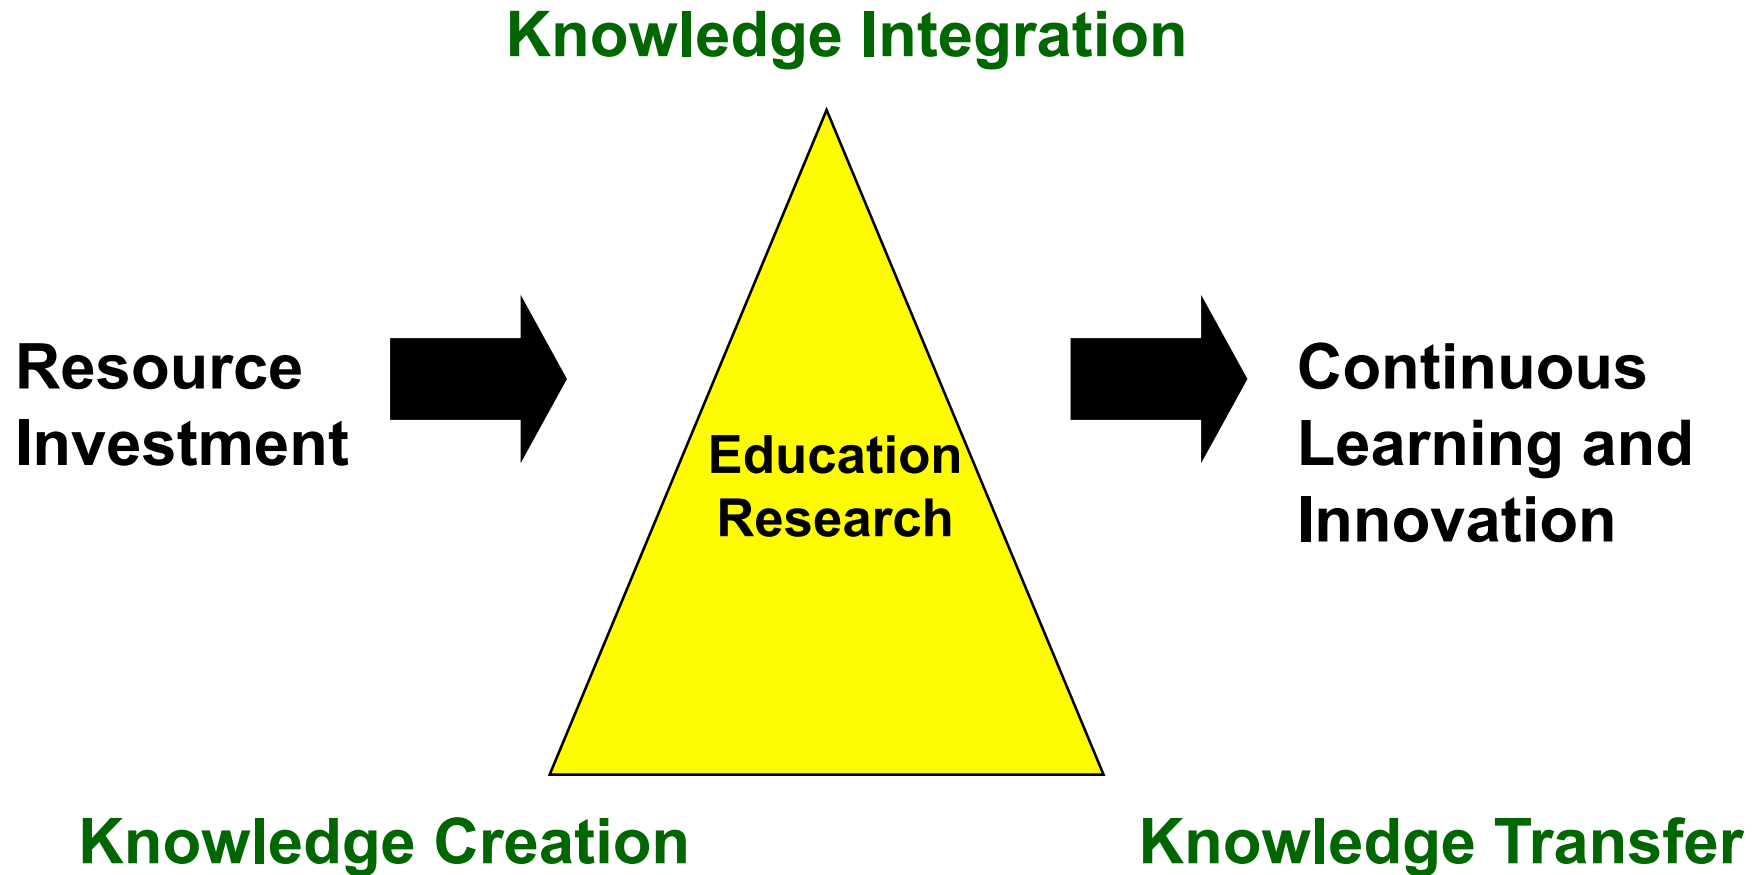 Knowledge Integration
Resource
Investment
Education
Research
Continuous
Learning and
Innovation
Knowledge Creation
Knowledge Transfer